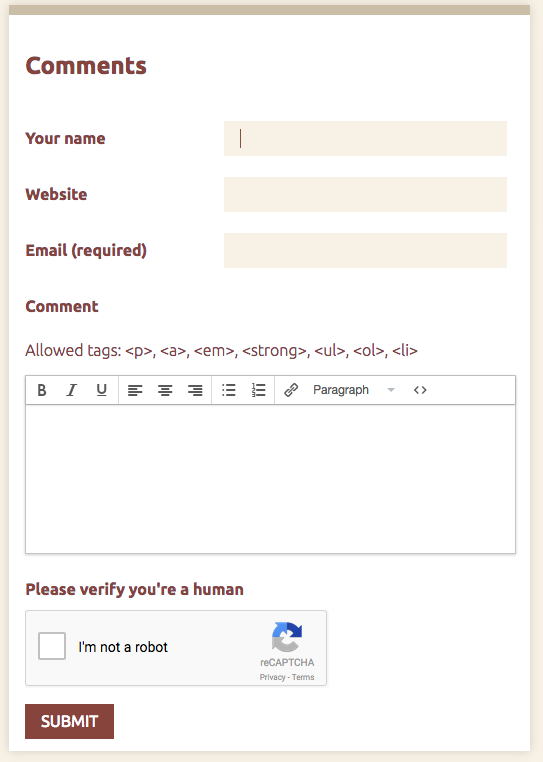 Comments
Your name
Website
Email (required)
Comment
Allowed tags: <p>, <a>, <em>, <strong>, <ul>, <ol>, <li>
B I U Paragraph <>
Please verify you're a human
I'm not a robot
reCAPTCHA
Privacy - Terms
SUBMIT